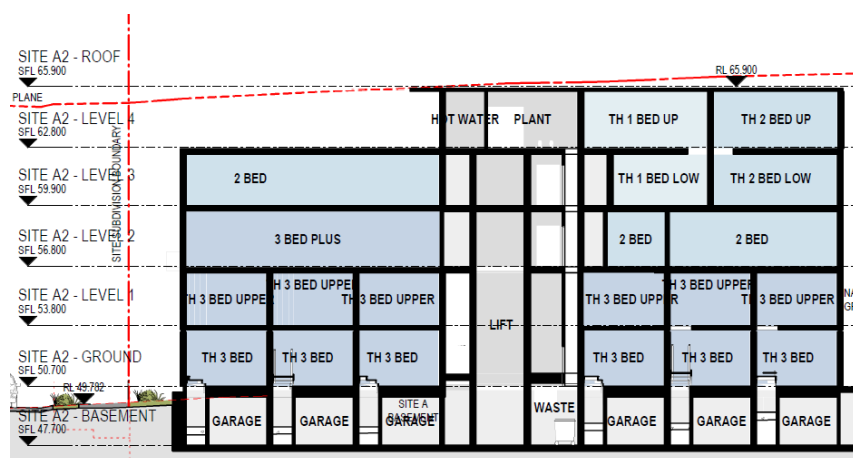 SITE A2 - ROOF
SFL 65.900
RL 65.900
PLANE
SITE A2 - LEVEL 4
SFL 62.800
HOT WATER
PLANT
TH 1 BED UP
TH 2 BED UP
SITE SUBDIVISION BOUNDARY
SITE A2 - LEVEL 3
SFL 59.900
2 BED
TH 1 BED LOW
TH 2 BED LOW
SITE A2 - LEVEL 2
SFL 56.800
3 BED PLUS
2 BED
2 BED
SITE A2 - LEVEL 1
SFL 53.800
TH 3 BED UPPER
TH 3 BED UPPER
TH 3 BED UPPER
LIFT
TH 3 BED UPPER
TH 3 BED UPPER
TH 3 BED UPPER
SITE A2 - GROUND
SFL 50.700
TH 3 BED
TH 3 BED
TH 3 BED
TH 3 BED
TH 3 BED
TH 3 BED
RL 49.782
SITE A2 - BASEMENT
SFL 47.700
GARAGE
GARAGE
GARAGE
SITE A
BASEMENT
WASTE
GARAGE
GARAGE
GARAGE